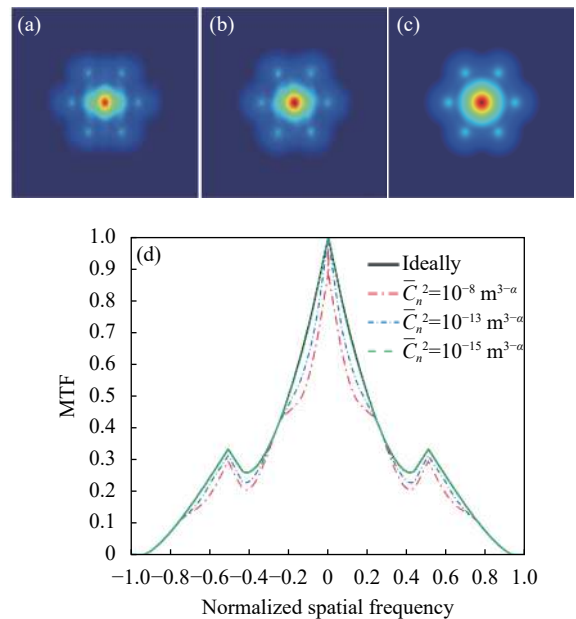 (a) (b) (c)
(d)
1.0
0.9
0.8
0.7
0.6
0.5
0.4
0.3
0.2
0.1
0
MTF
Ideally
C̅ₙ²=10⁻⁸ m³⁻ᵅ
C̅ₙ²=10⁻¹³ m³⁻ᵅ
C̅ₙ²=10⁻¹⁵ m³⁻ᵅ
−1.0 −0.8 −0.6 −0.4 −0.2 0 0.2 0.4 0.6 0.8 1.0
Normalized spatial frequency